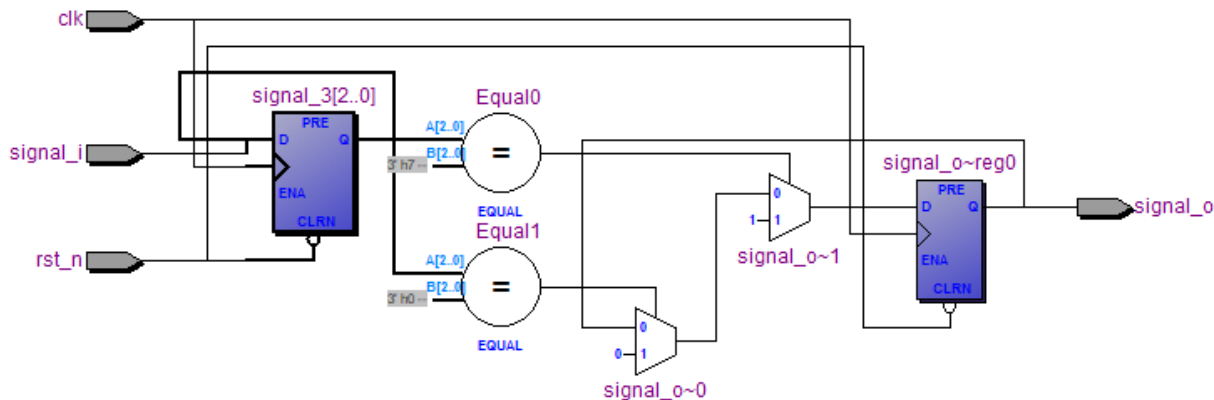 clk
signal_i
rst_n
signal_3[2..0]
PRE
D
Q
ENA
CLRN
Equal0
A[2..0]
B[2..0]
3' h7 --
=
EQUAL
Equal1
A[2..0]
B[2..0]
3' h0 --
=
EQUAL
0
0
1
signal_o~0
0
1
1
signal_o~1
signal_o~reg0
PRE
D
Q
ENA
CLRN
signal_o